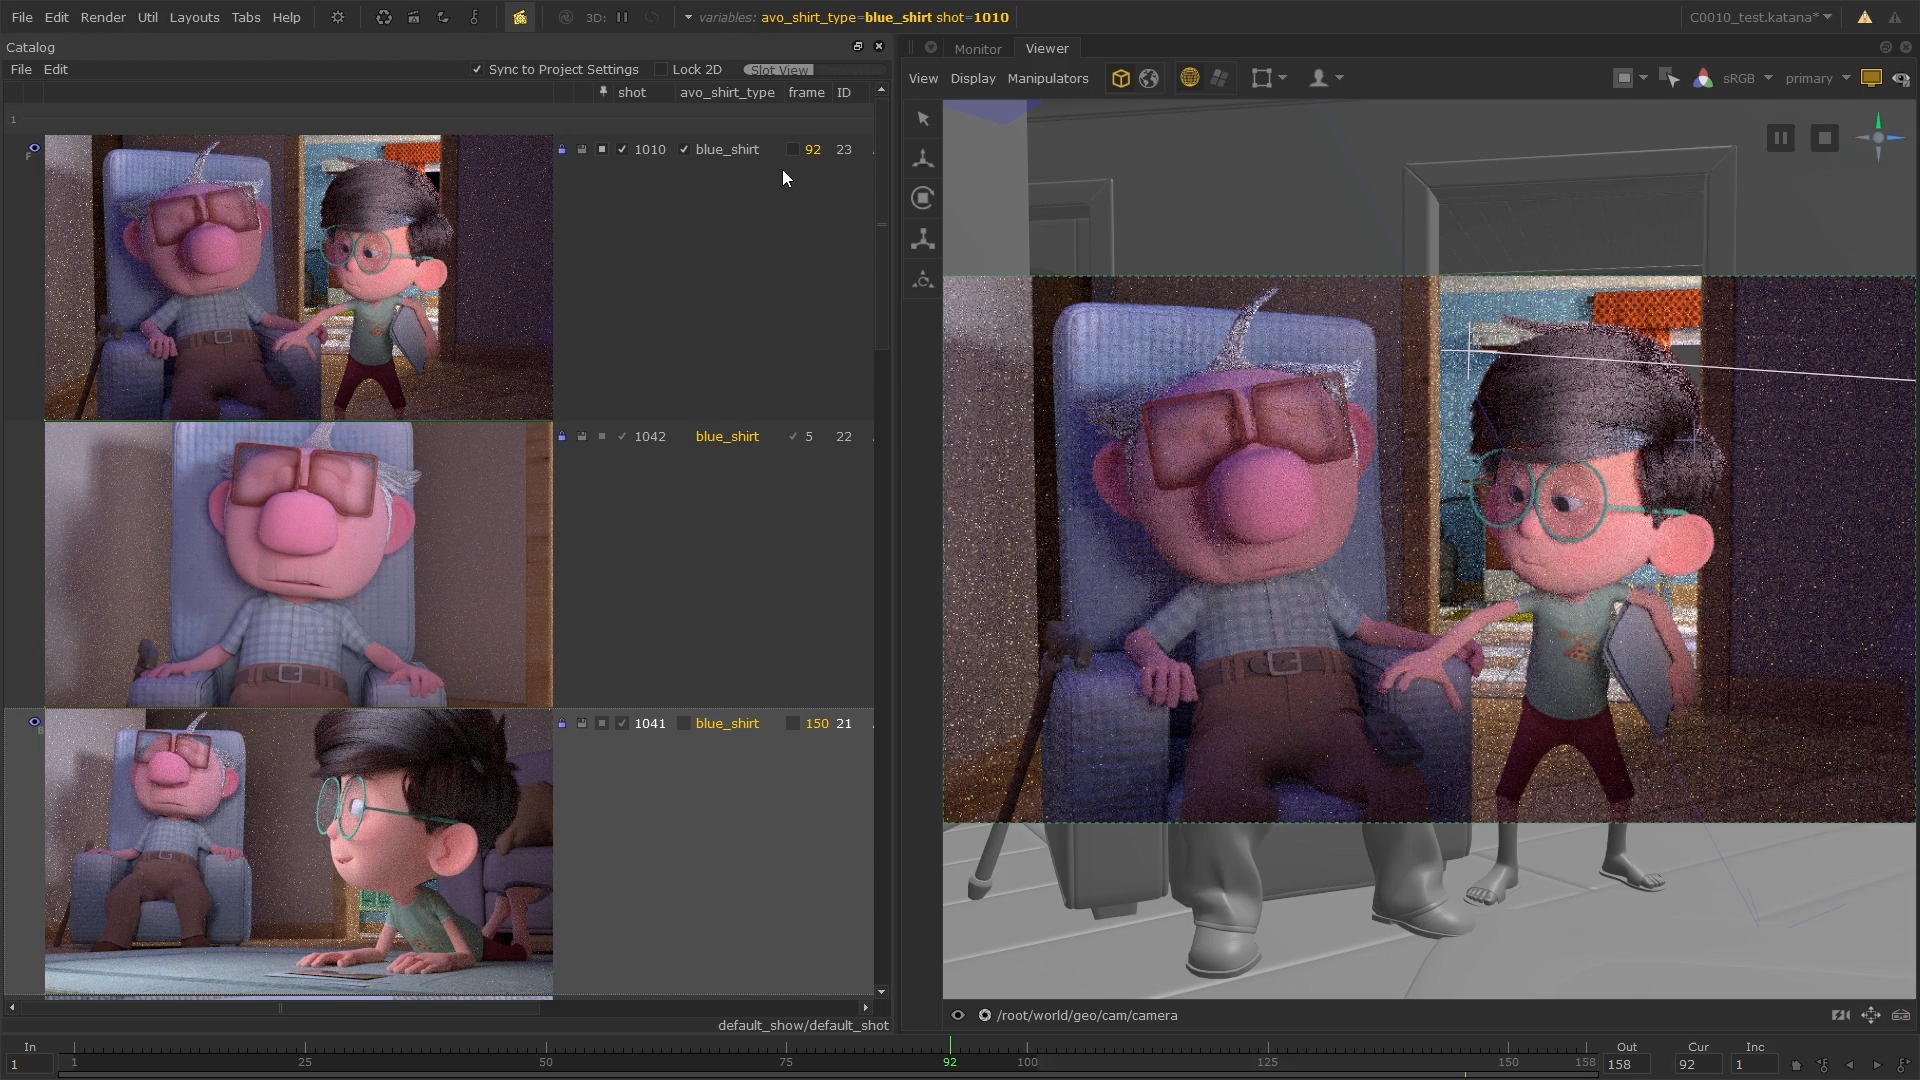 File Edit Render Util Layouts Tabs Help 3D: variables: avo_shirt_type=blue_shirt shot=1010 C0010_test.katana*
Catalog
Monitor Viewer
File Edit Sync to Project Settings Lock 2D Slot View
View Display Manipulators sRGB primary
shot avo_shirt_type frame ID
1
1010 blue_shirt 92 23
1042 blue_shirt 5 22
1041 blue_shirt 150 21
/root/world/geo/cam/camera
default_show/default_shot
In Out Cur Inc
1 1 25 50 75 92 100 125 150 158 158 92 1